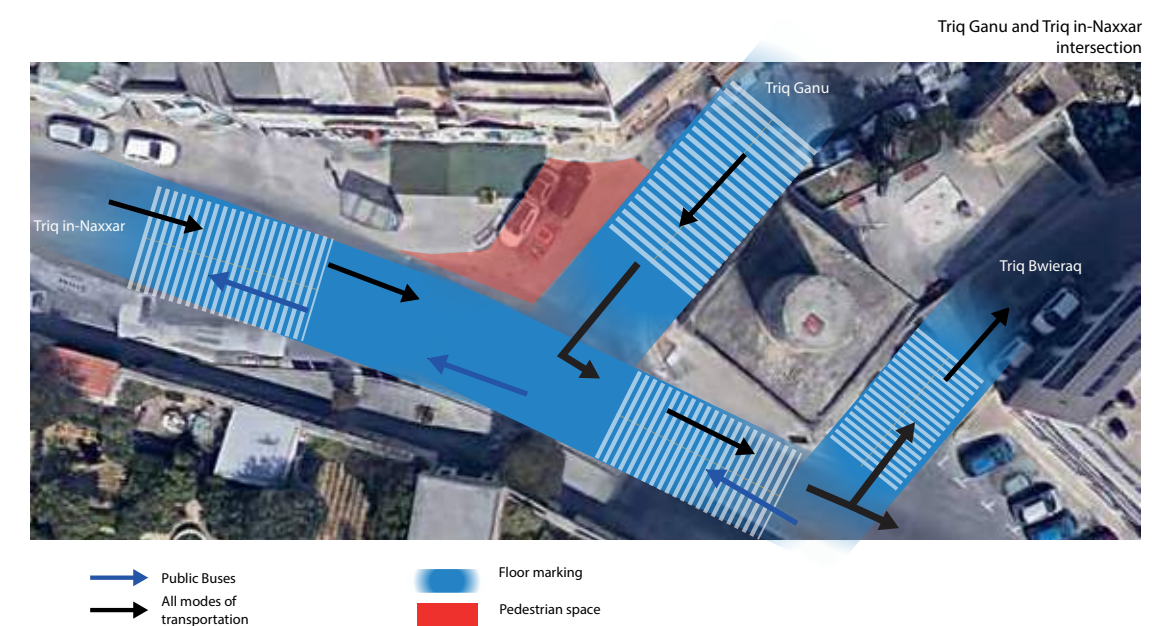 Triq Ganu and Triq in-Naxxar
intersection
Triq Ganu
Triq in-Naxxar
Triq Bwieraq
Public Buses
All modes of
transportation
Floor marking
Pedestrian space